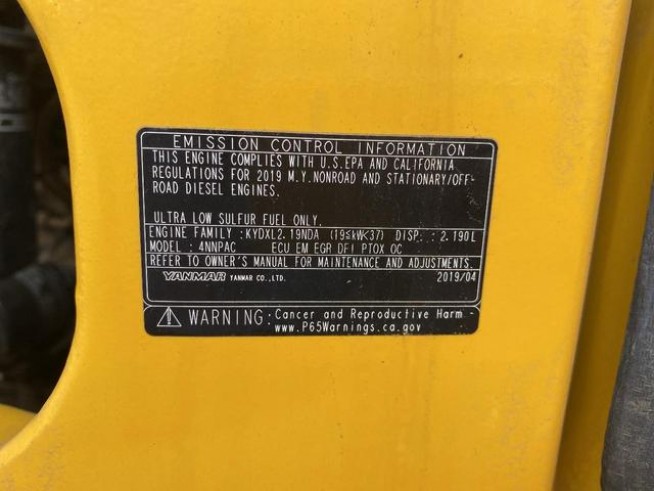 EMISSION CONTROL INFORMATION
THIS ENGINE COMPLIES WITH U.S.EPA AND CALIFORNIA
REGULATIONS FOR 2019 M.Y.NONROAD AND STATIONARY/OFF-
ROAD DIESEL ENGINES.
ULTRA LOW SULFUR FUEL ONLY.
ENGINE FAMILY : KYDXL2.19NDA (19≤kW<37) DISP. : 2.190L
MODEL : 4NNPAC ECU EM EGR DFI PTOX OC
REFER TO OWNER'S MANUAL FOR MAINTENANCE AND ADJUSTMENTS.
YANMAR YANMAR CO.,LTD. 2019/04
WARNING: Cancer and Reproductive Harm -
www.P65Warnings.ca.gov